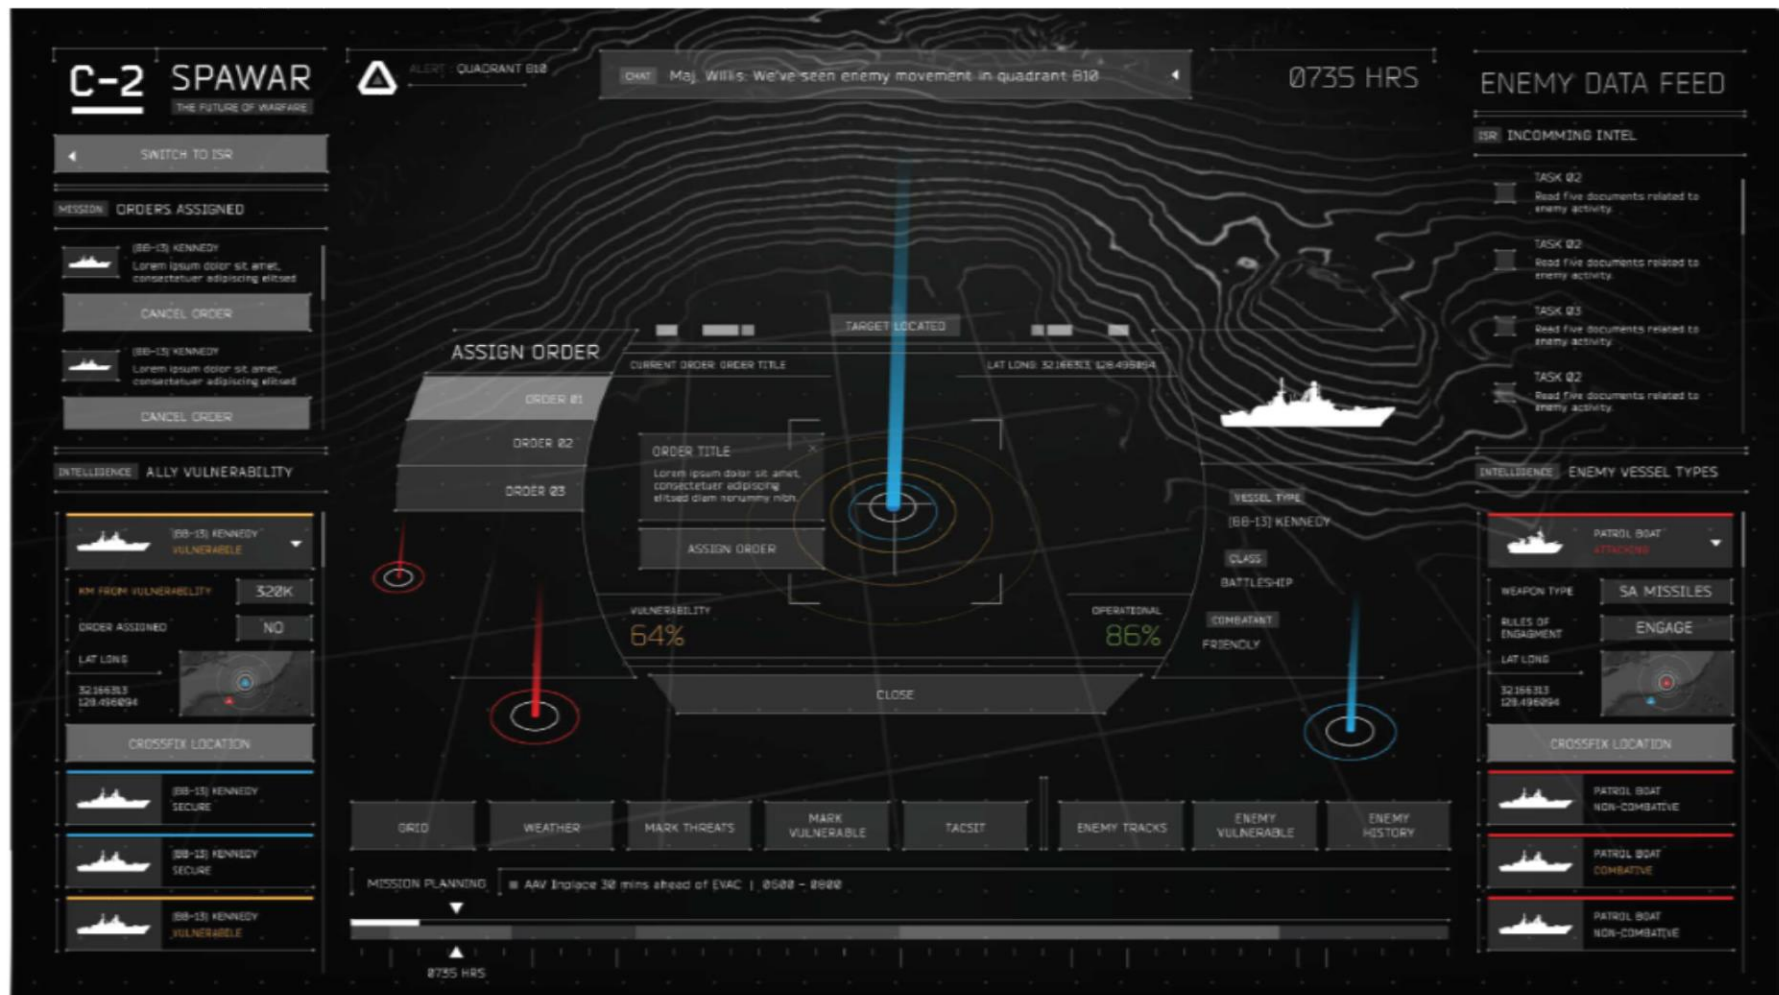 C-2
SPAWAR
THE FUTURE OF WARFARE
SWITCH TO ISR
MISSION ORDERS ASSIGNED
(BB-13) KENNEDY
Lorem ipsum dolor sit amet,
consectetuer adipiscing elitsed
CANCEL ORDER
(BB-13) KENNEDY
Lorem ipsum dolor sit amet,
consectetuer adipiscing elitsed
CANCEL ORDER
INTELLIGENCE ALLY VULNERABILITY
(BB-13) KENNEDY
VULNERABLE
KM FROM VULNERABILITY 320K
ORDER ASSIGNED NO
LAT LONG
32.166313
128.496094
CROSSFIX LOCATION
(BB-13) KENNEDY
SECURE
(BB-13) KENNEDY
SECURE
(BB-13) KENNEDY
VULNERABLE
ALERT : QUADRANT B10
CHAT Maj. Willis: We've seen enemy movement in quadrant B10
0735 HRS
TARGET LOCATED
ASSIGN ORDER
ORDER 01
ORDER 02
ORDER 03
CURRENT ORDER: ORDER TITLE
LAT LONG: 32.166313, 128.496094
ORDER TITLE
Lorem ipsum dolor sit amet,
consectetuer adipiscing
elitsed diam nonummy nibh.
ASSIGN ORDER
VULNERABILITY
64%
OPERATIONAL
86%
CLOSE
VESSEL TYPE
(BB-13) KENNEDY
CLASS
BATTLESHIP
COMBATANT
FRIENDLY
GRID
WEATHER
MARK THREATS
MARK
VULNERABLE
TACSIT
ENEMY TRACKS
ENEMY
VULNERABLE
ENEMY
HISTORY
MISSION PLANNING
AAV Inplace 30 mins ahead of EVAC | 0600 - 0800
0735 HRS
ENEMY DATA FEED
ISR INCOMMING INTEL
TASK 02
Read five documents related to
enemy activity.
TASK 02
Read five documents related to
enemy activity.
TASK 03
Read five documents related to
enemy activity.
TASK 02
Read five documents related to
enemy activity.
INTELLIGENCE ENEMY VESSEL TYPES
PATROL BOAT
ATTACKING
WEAPON TYPE SA MISSILES
RULES OF
ENGAGMENT
ENGAGE
LAT LONG
32.166313
128.496094
CROSSFIX LOCATION
PATROL BOAT
NON-COMBATIVE
PATROL BOAT
COMBATIVE
PATROL BOAT
NON-COMBATIVE